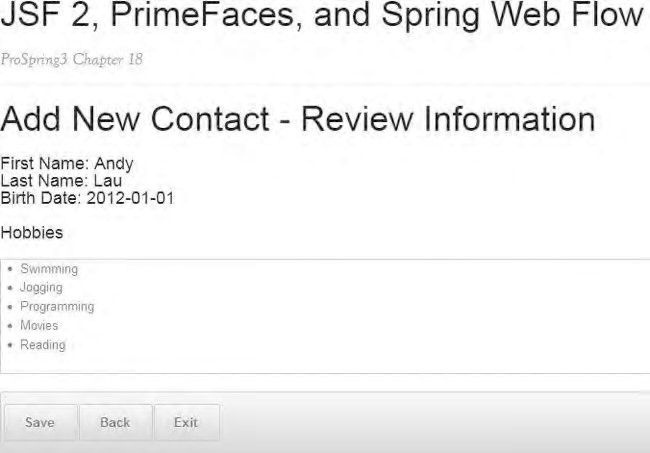 JSF 2, PrimeFaces, and Spring Web Flow
ProSpring3 Chapter 18
Add New Contact - Review Information
First Name: Andy
Last Name: Lau
Birth Date: 2012-01-01
Hobbies
• Swimming
• Jogging
• Programming
• Movies
• Reading
Save Back Exit